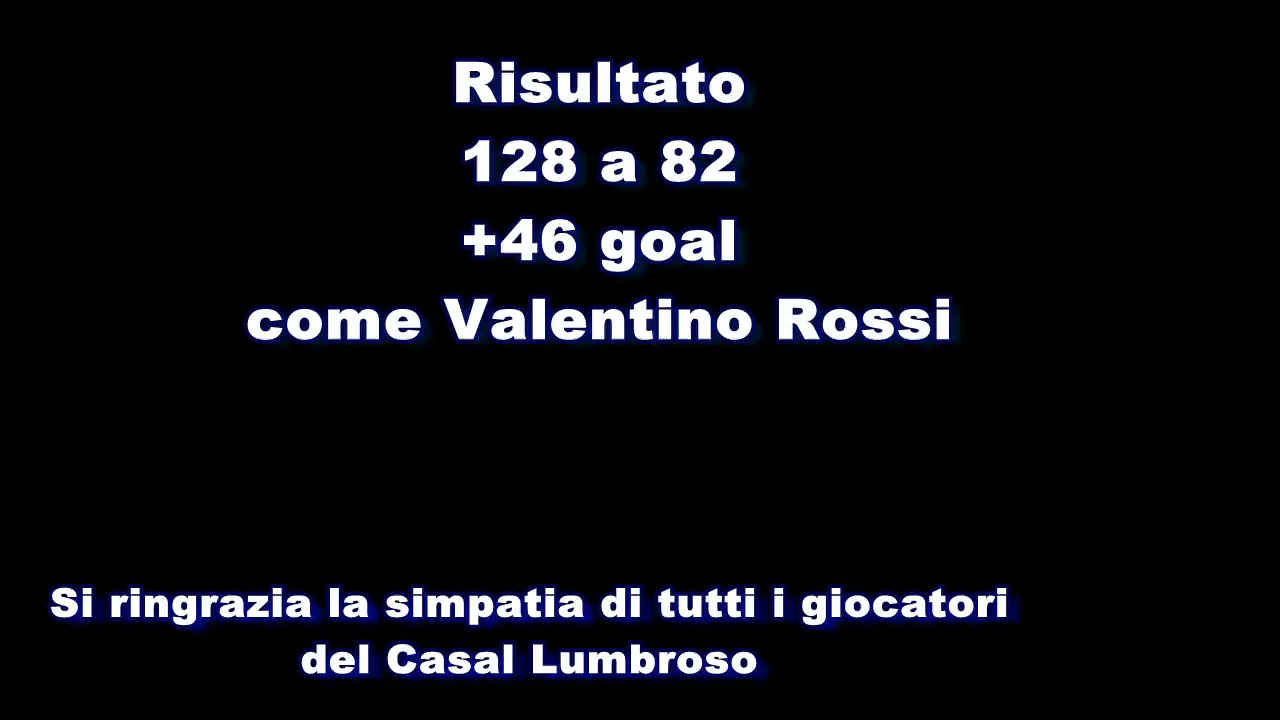 Risultato
128 a 82
+46 goal
come Valentino Rossi
Si ringrazia la simpatia di tutti i giocatori
del Casal Lumbroso